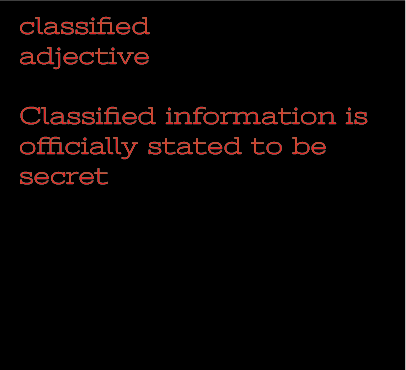 classified
adjective
Classified information is
officially stated to be
secret